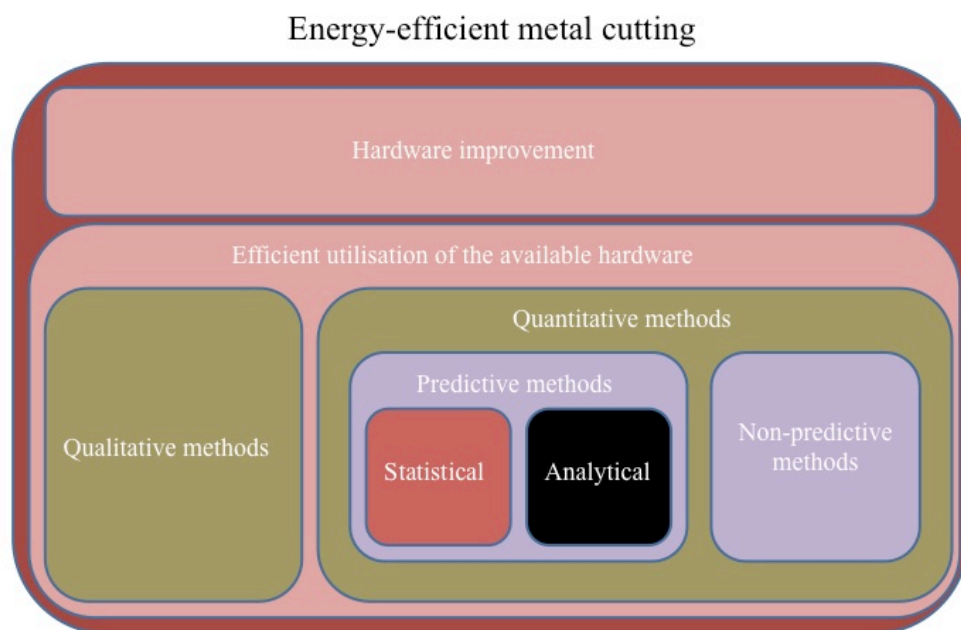 Energy-efficient metal cutting
Hardware improvement
Efficient utilisation of the available hardware
Quantitative methods
Predictive methods
Qualitative methods
Statistical
Analytical
Non-predictive
methods